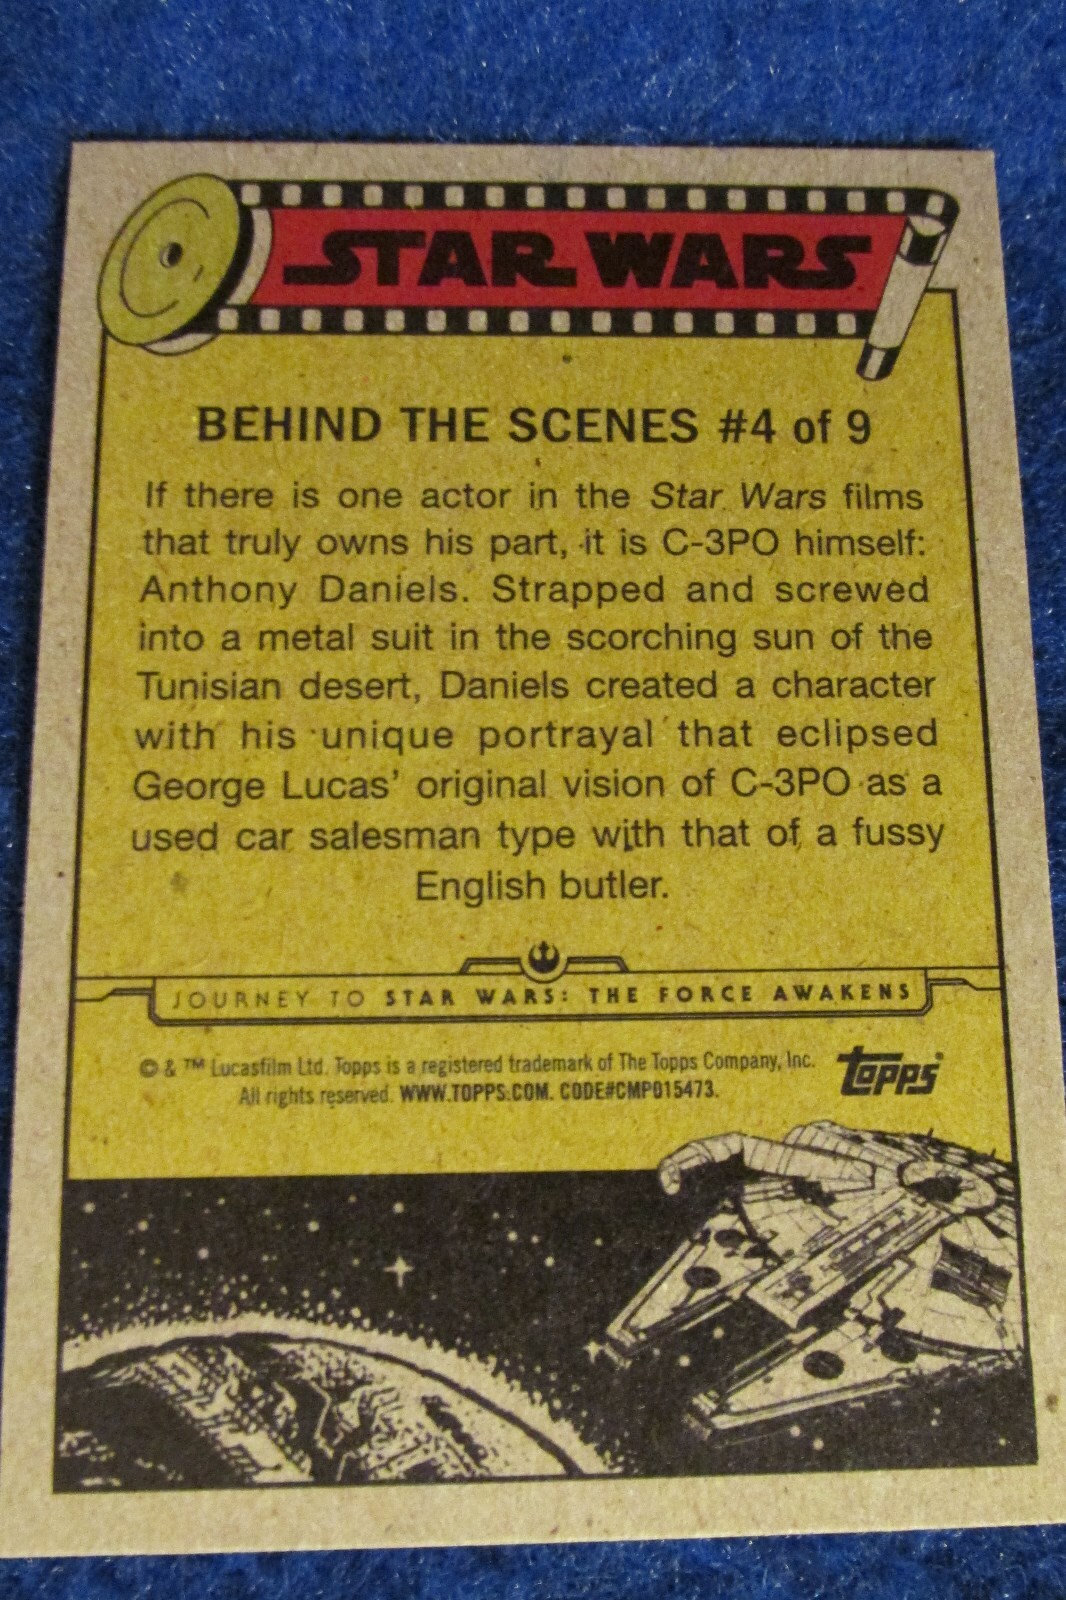 STAR WARS
BEHIND THE SCENES #4 of 9
If there is one actor in the Star Wars films
that truly owns his part, it is C-3PO himself:
Anthony Daniels. Strapped and screwed
into a metal suit in the scorching sun of the
Tunisian desert, Daniels created a character
with his unique portrayal that eclipsed
George Lucas' original vision of C-3PO as a
used car salesman type with that of a fussy
English butler.
JOURNEY TO STAR WARS: THE FORCE AWAKENS
© & ™ Lucasfilm Ltd. Topps is a registered trademark of The Topps Company, Inc.
All rights reserved. WWW.TOPPS.COM. CODE#CMP015473.
Topps®